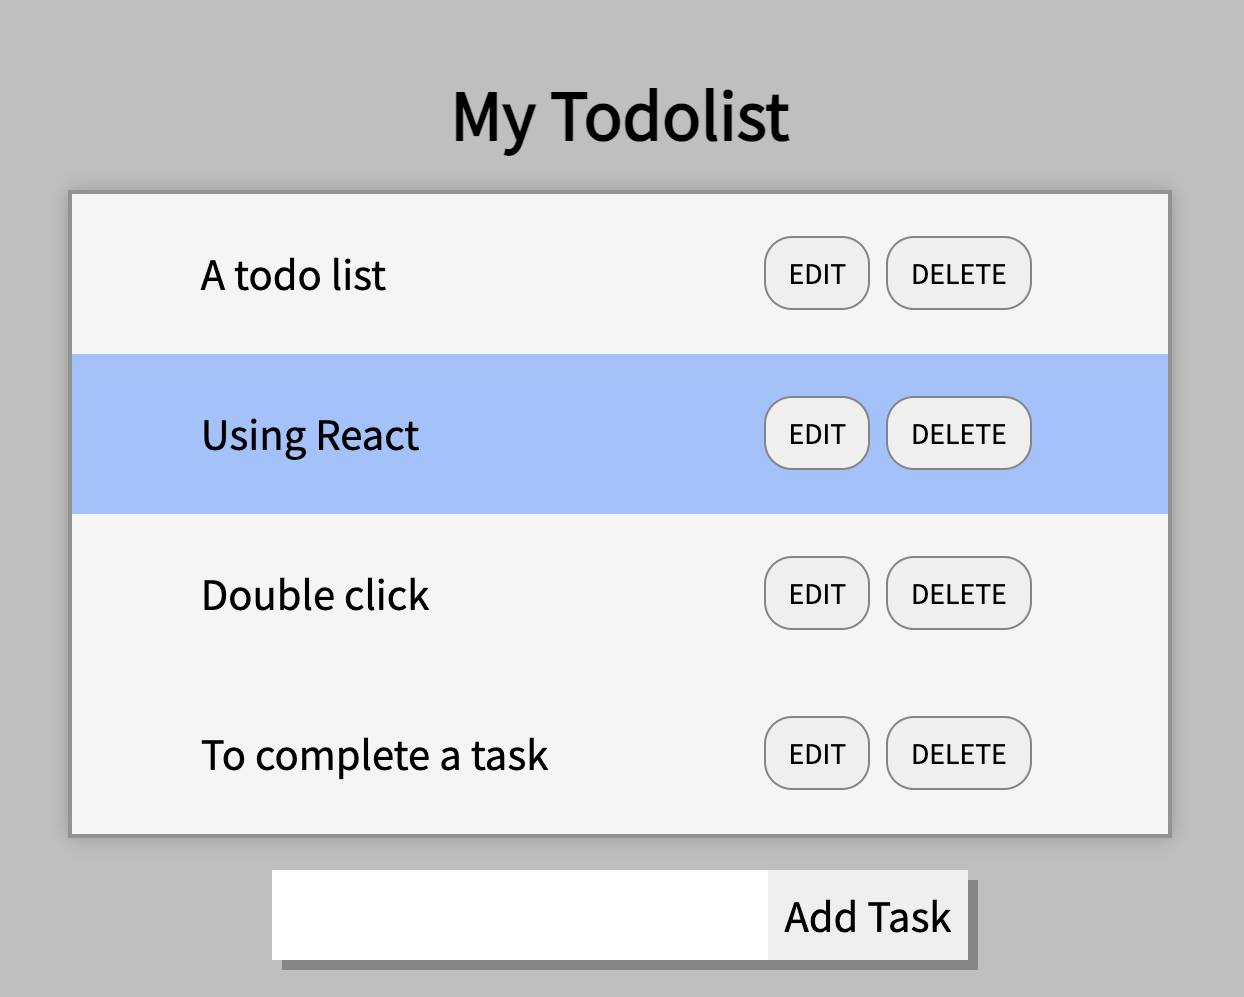 My Todolist
A todo list EDIT DELETE
Using React EDIT DELETE
Double click EDIT DELETE
To complete a task EDIT DELETE
Add Task